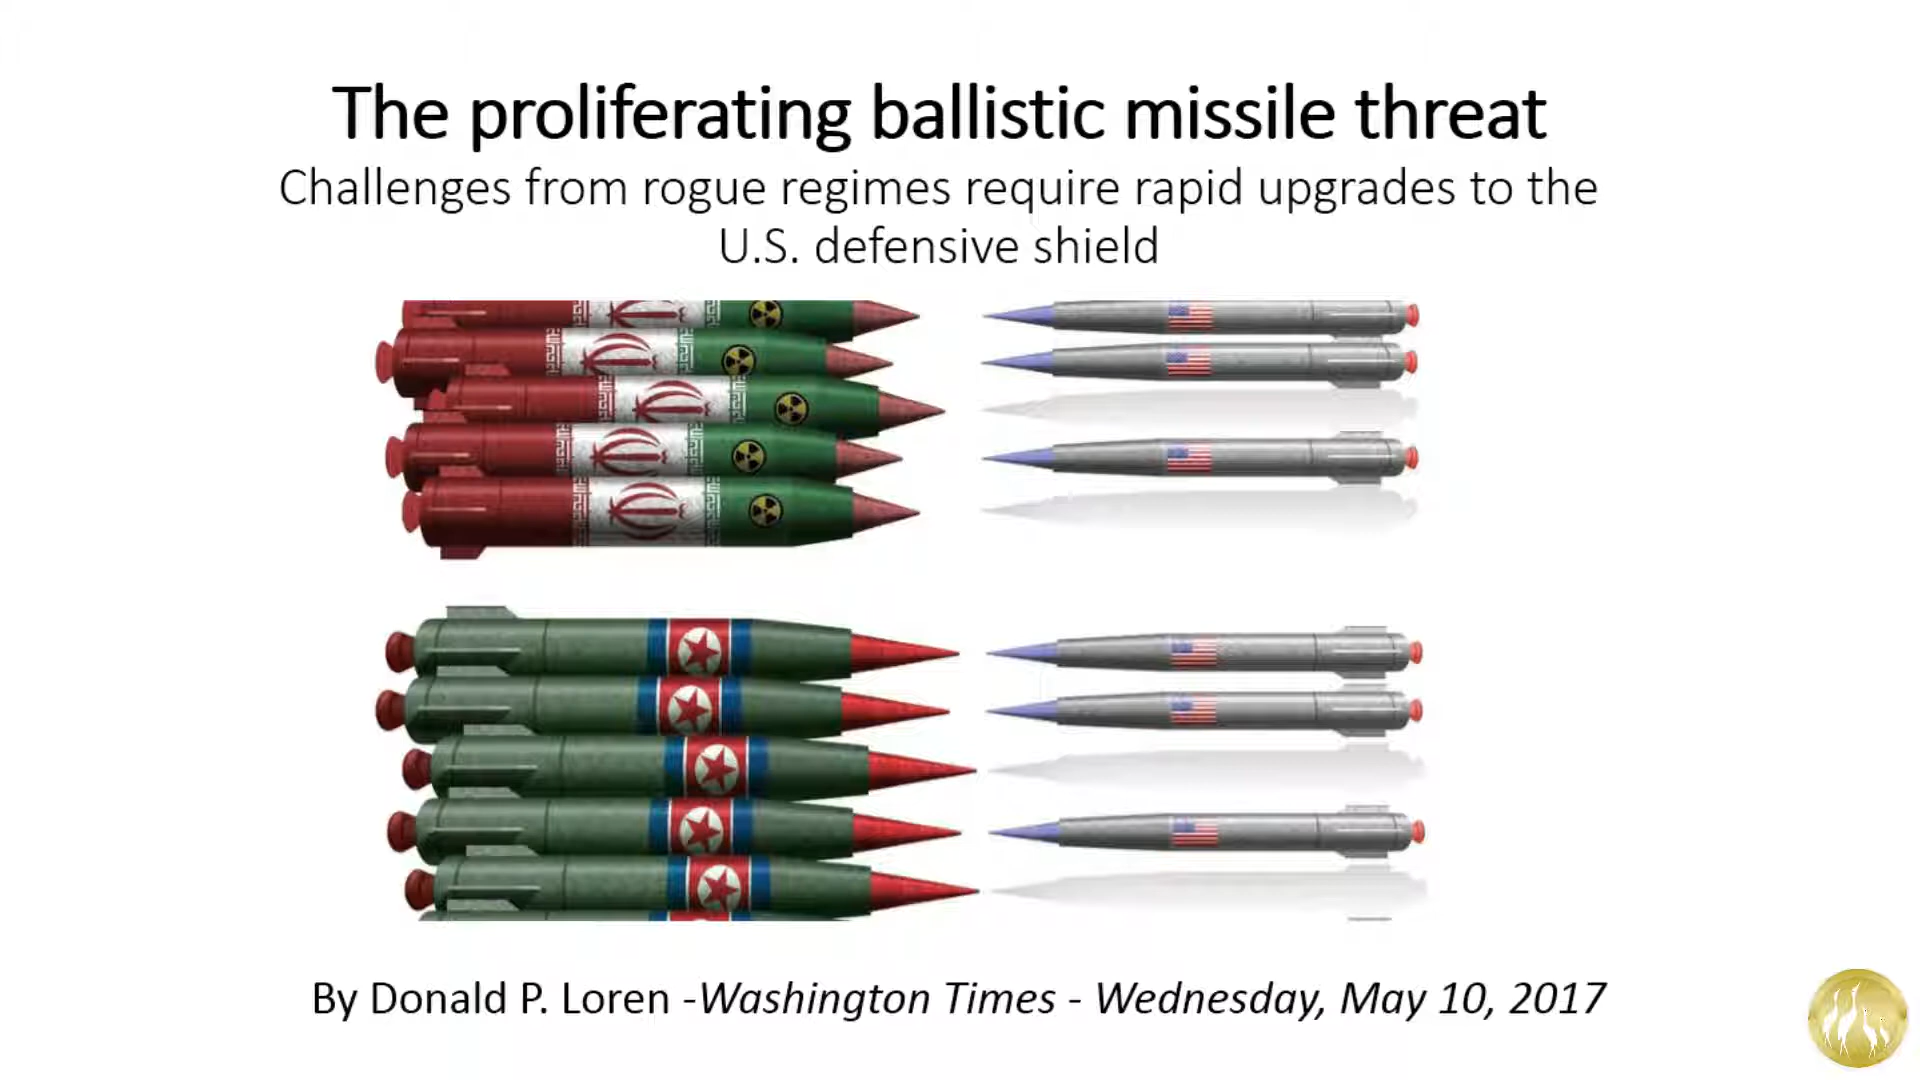 The proliferating ballistic missile threat
Challenges from rogue regimes require rapid upgrades to the
U.S. defensive shield
By Donald P. Loren -Washington Times - Wednesday, May 10, 2017